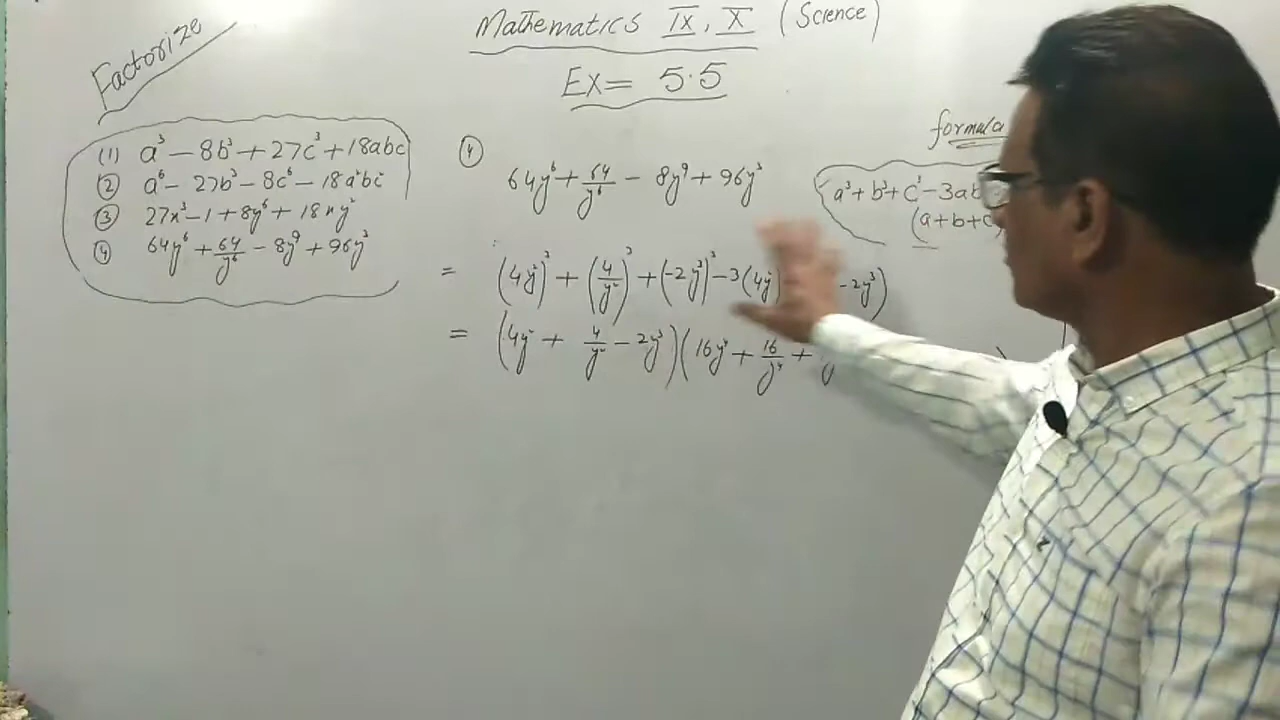 Factorize
Mathematics IX, X (Science)
Ex= 5.5
(1) a³ - 8b³ + 27c³ + 18abc
② a⁶ - 27b³ - 8c⁶ - 18a²bc²
③ 27x³ - 1 + 8y⁶ + 18xy²
④ 64y⁶ + 64/y⁶ - 8y⁹ + 96y³
④
64y⁶ + 64/y⁶ - 8y⁹ + 96y³
= (4y²)³ + (4/y²)³ + (-2y³)³ - 3(4y² -2y³)
= (4y² + 4/y² - 2y³)(16y⁴ + 16/y⁴ +
formula
a³ + b³ + c³ - 3ab
(a+b+c